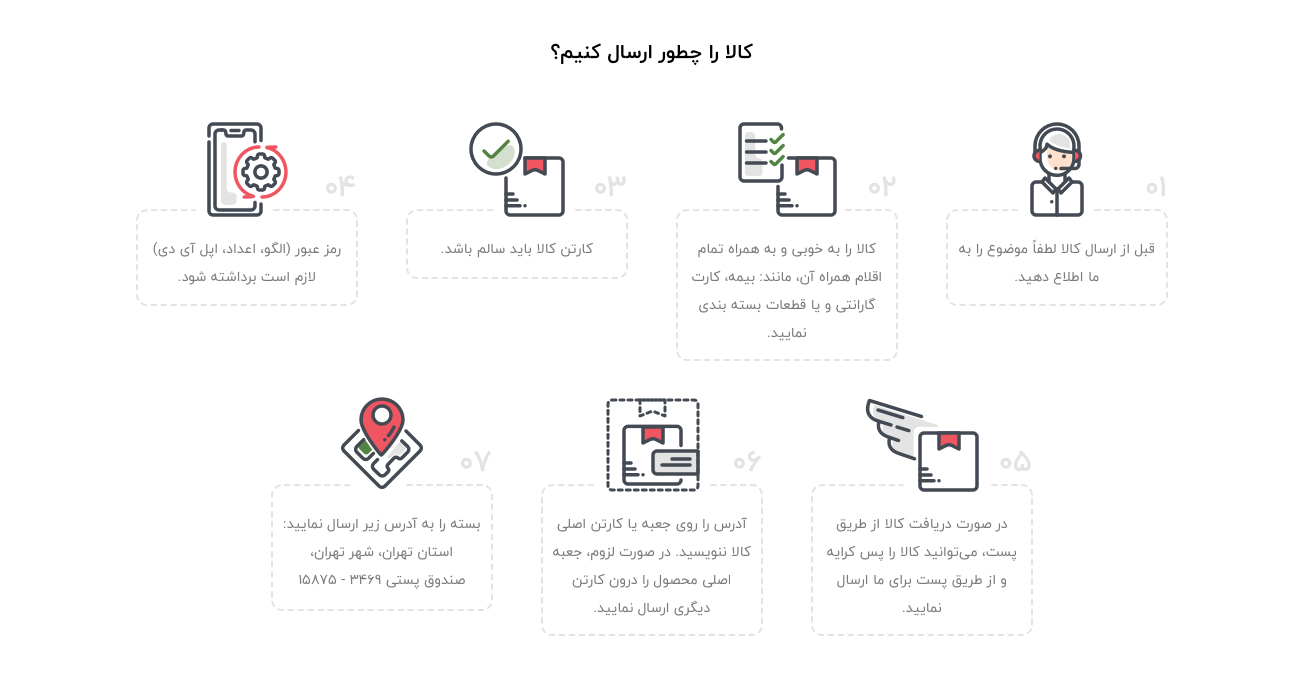 کالا را چطور ارسال کنیم؟
۰۱
قبل از ارسال کالا لطفاً موضوع را به
ما اطلاع دهید.
۰۲
کالا را به خوبی و به همراه تمام
اقلام همراه آن، مانند: بیمه، کارت
گارانتی و یا قطعات بسته بندی
نمایید.
۰۳
کارتن کالا باید سالم باشد.
۰۴
رمز عبور (الگو، اعداد، اپل آی دی)
لازم است برداشته شود.
۰۵
در صورت دریافت کالا از طریق
پست، می‌توانید کالا را پس کرایه
و از طریق پست برای ما ارسال
نمایید.
۰۶
آدرس را روی جعبه یا کارتن اصلی
کالا ننویسید. در صورت لزوم، جعبه
اصلی محصول را درون کارتن
دیگری ارسال نمایید.
۰۷
بسته را به آدرس زیر ارسال نمایید:
استان تهران، شهر تهران،
صندوق پستی ۳۴۶۹ - ۱۵۸۷۵